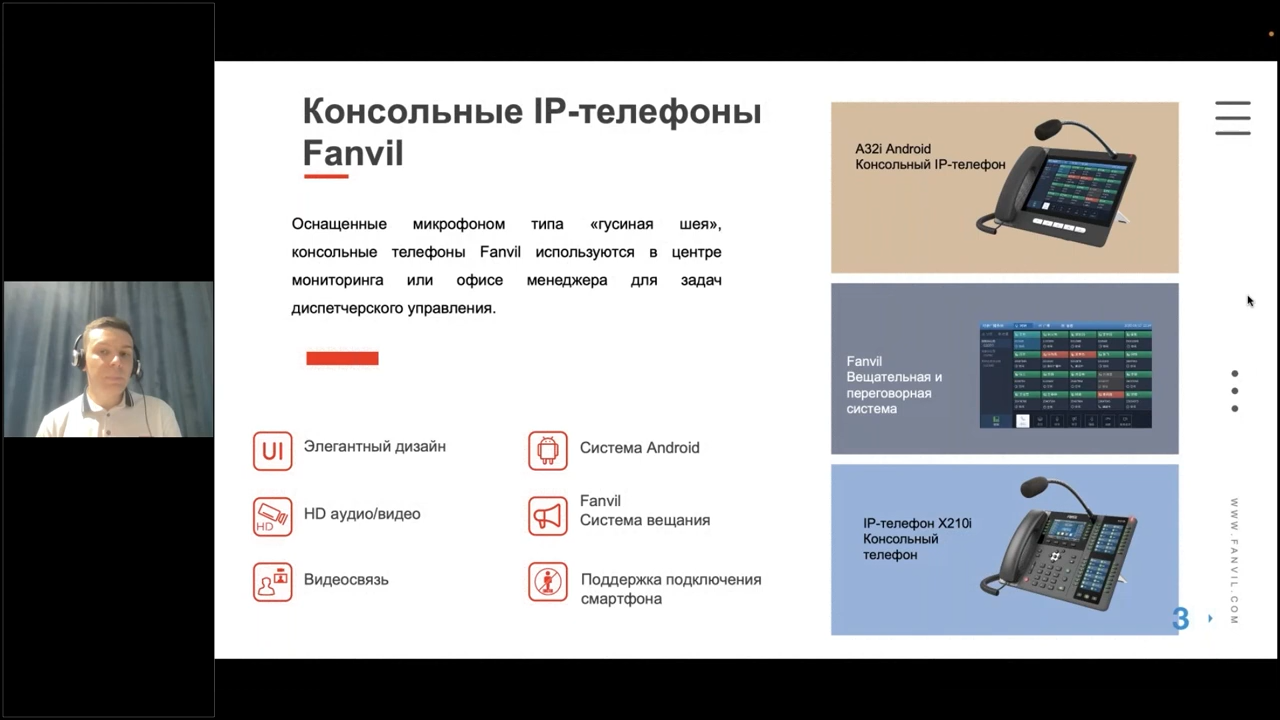 Консольные IP-телефоны
Fanvil
Оснащенные микрофоном типа «гусиная шея»,
консольные телефоны Fanvil используются в центре
мониторинга или офисе менеджера для задач
диспетчерского управления.
UI
Элегантный дизайн
Система Android
HD
HD аудио/видео
Fanvil
Система вещания
Видеосвязь
Поддержка подключения
смартфона
A32i Android
Консольный IP-телефон
Fanvil
Вещательная и
переговорная
система
IP-телефон X210i
Консольный
телефон
3
WWW.FANVIL.COM